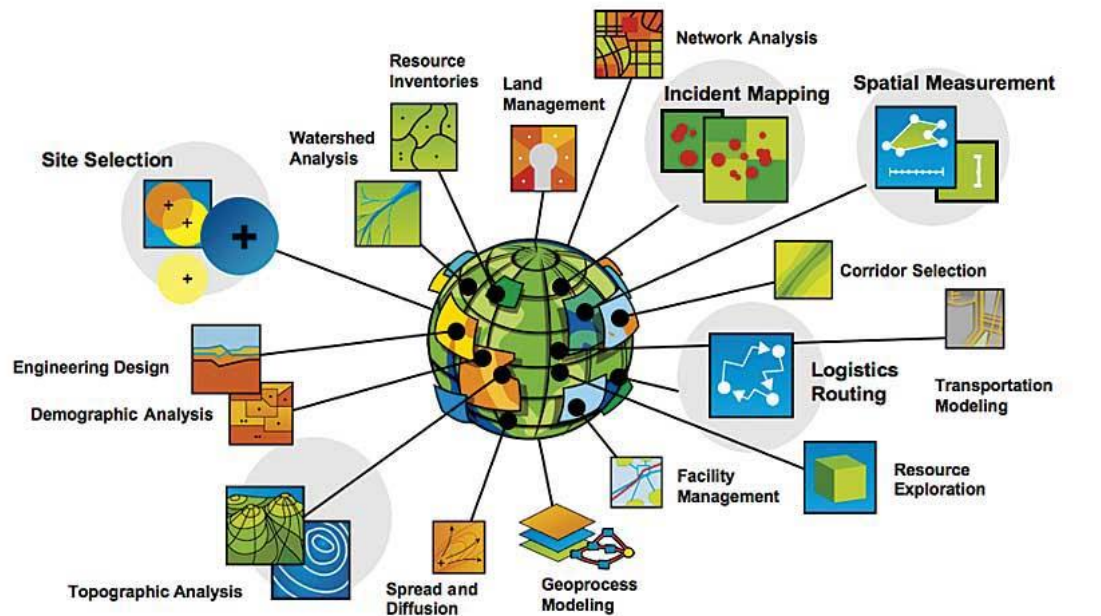 Network Analysis
Resource
Inventories
Land
Management
Incident Mapping
Spatial Measurement
Watershed
Analysis
Site Selection
Corridor Selection
Engineering Design
Logistics
Routing
Transportation
Modeling
Demographic Analysis
Facility
Management
Resource
Exploration
Topographic Analysis
Spread and
Diffusion
Geoprocess
Modeling